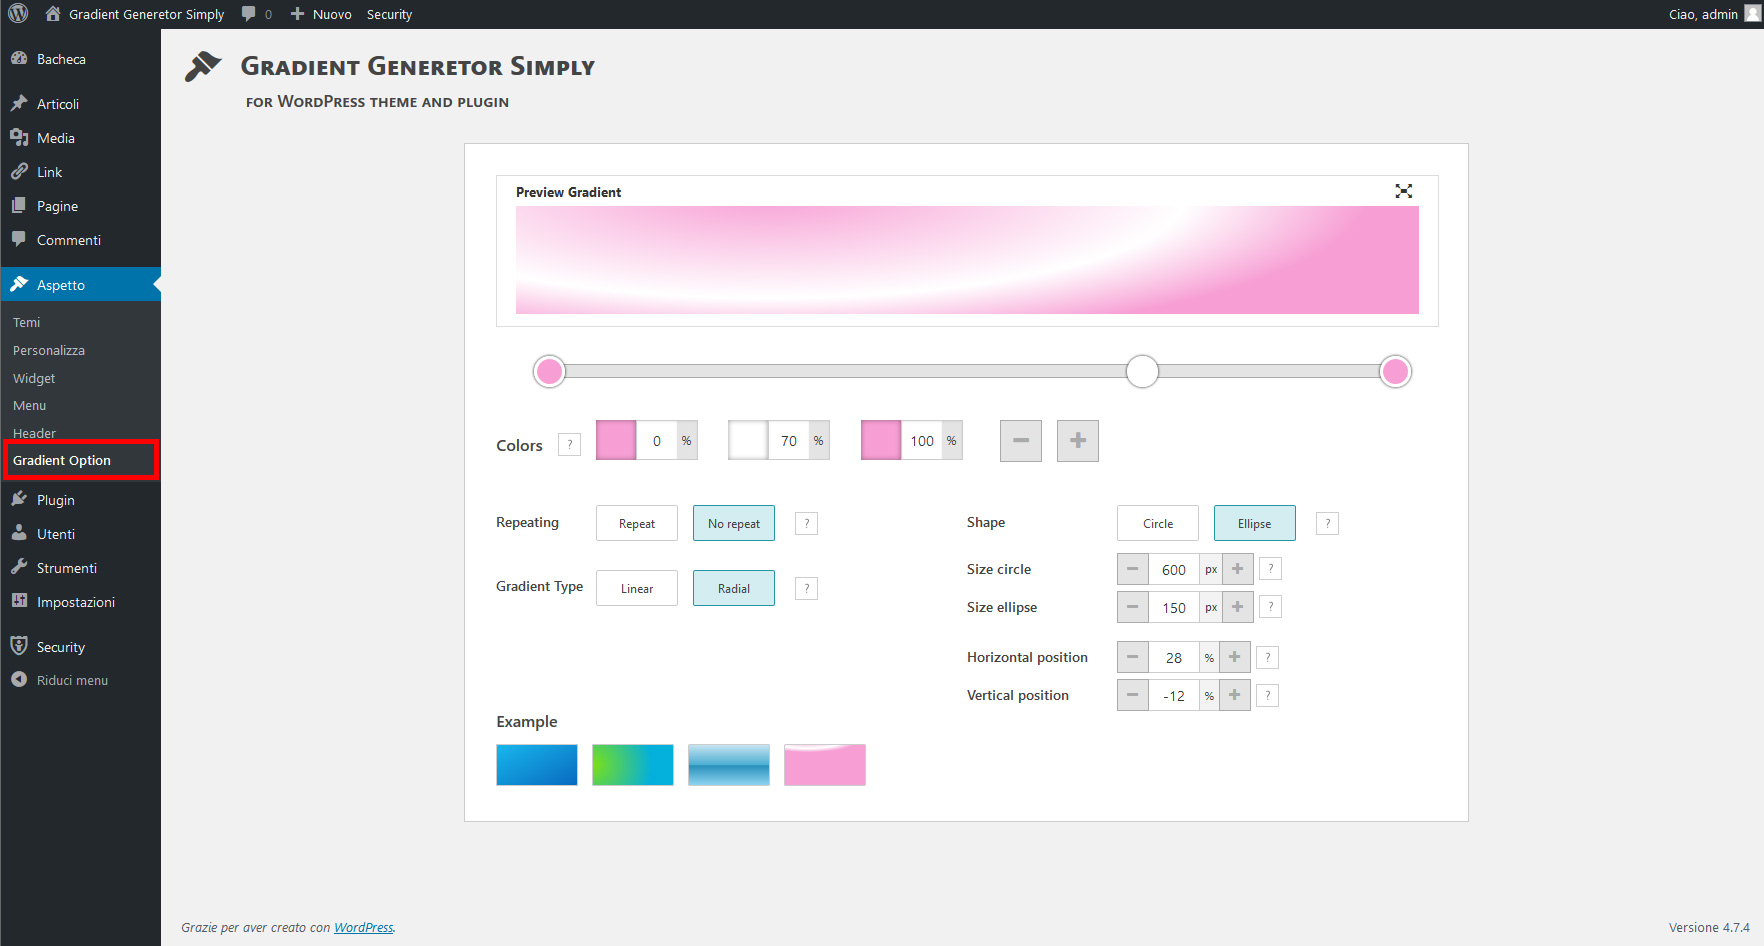 Gradient Generetor Simply 0 Nuovo Security Ciao, admin
Bacheca
Articoli
Media
Link
Pagine
Commenti
Aspetto
Temi
Personalizza
Widget
Menu
Header
Gradient Option
Plugin
Utenti
Strumenti
Impostazioni
Security
Riduci menu
Gradient Generetor Simply
for WordPress theme and plugin
Preview Gradient
Colors ? 0 % 70 % 100 %
Repeating Repeat No repeat ?
Gradient Type Linear Radial ?
Shape Circle Ellipse ?
Size circle 600 px ?
Size ellipse 150 px ?
Horizontal position 28 % ?
Vertical position -12 % ?
Example
Grazie per aver creato con WordPress.
Versione 4.7.4